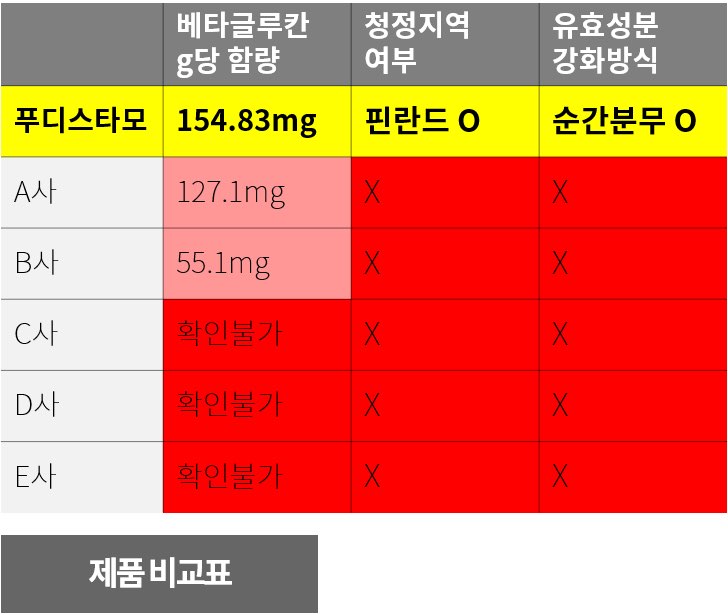 베타글루칸 청정지역 유효성분
g당 함량 여부 강화방식
푸디스타모 154.83mg 핀란드 O 순간분무 O
A사 127.1mg X X
B사 55.1mg X X
C사 확인불가 X X
D사 확인불가 X X
E사 확인불가 X X
제품 비교표